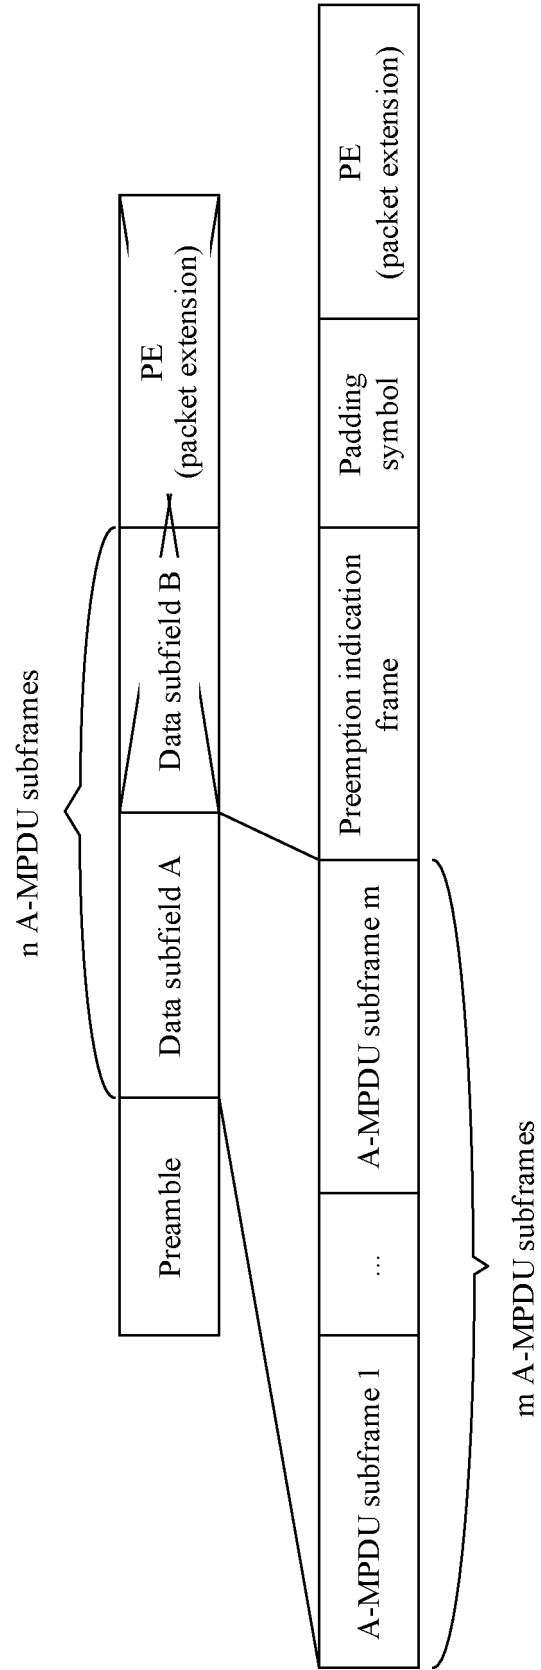 n A-MPDU subframes
Preamble
Data subfield A
Data subfield B
PE
(packet extension)
A-MPDU subframe 1
...
A-MPDU subframe m
Preemption indication
frame
Padding
symbol
PE
(packet extension)
m A-MPDU subframes